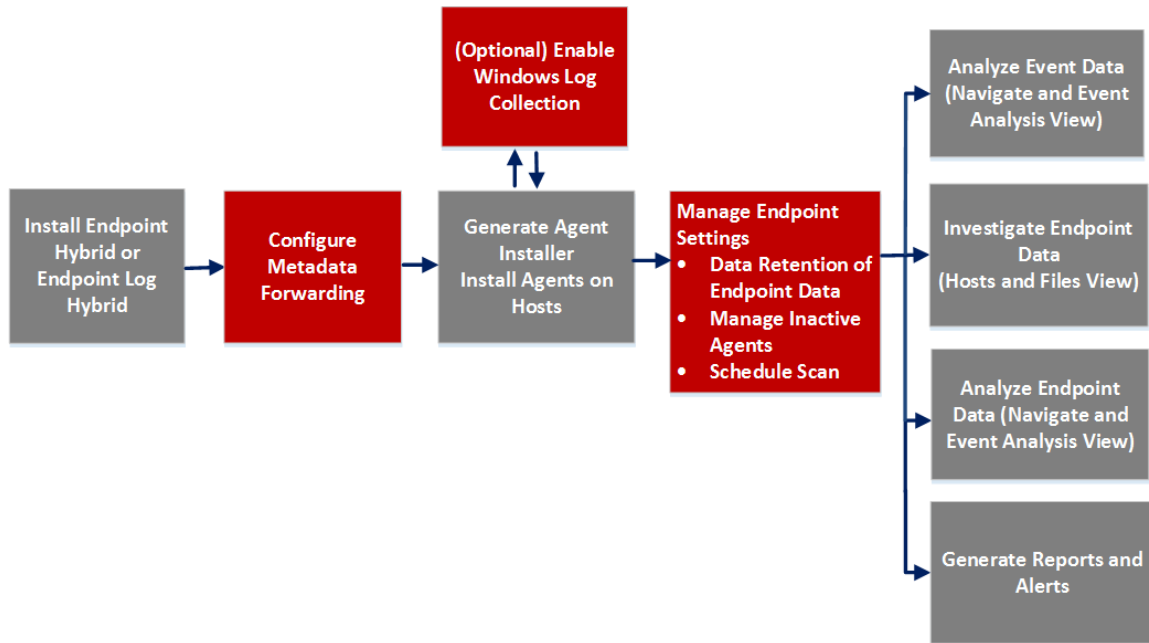 (Optional) Enable
Windows Log
Collection
Install Endpoint
Hybrid or
Endpoint Log
Hybrid
Configure
Metadada
Forwarding
Generate Agent
Installer
Install Agents on
Hosts
Manage Endpoint
Settings
• Data Retention of
Endpoint Data
• Manage Inactive
Agents
• Schedule Scan
Analyze Event Data
(Navigate and Event
Analysis View)
Investigate Endpoint
Data
(Hosts and Files View)
Analyze Endpoint
Data (Navigate and
Event Analysis View)
Generate Reports and
Alerts